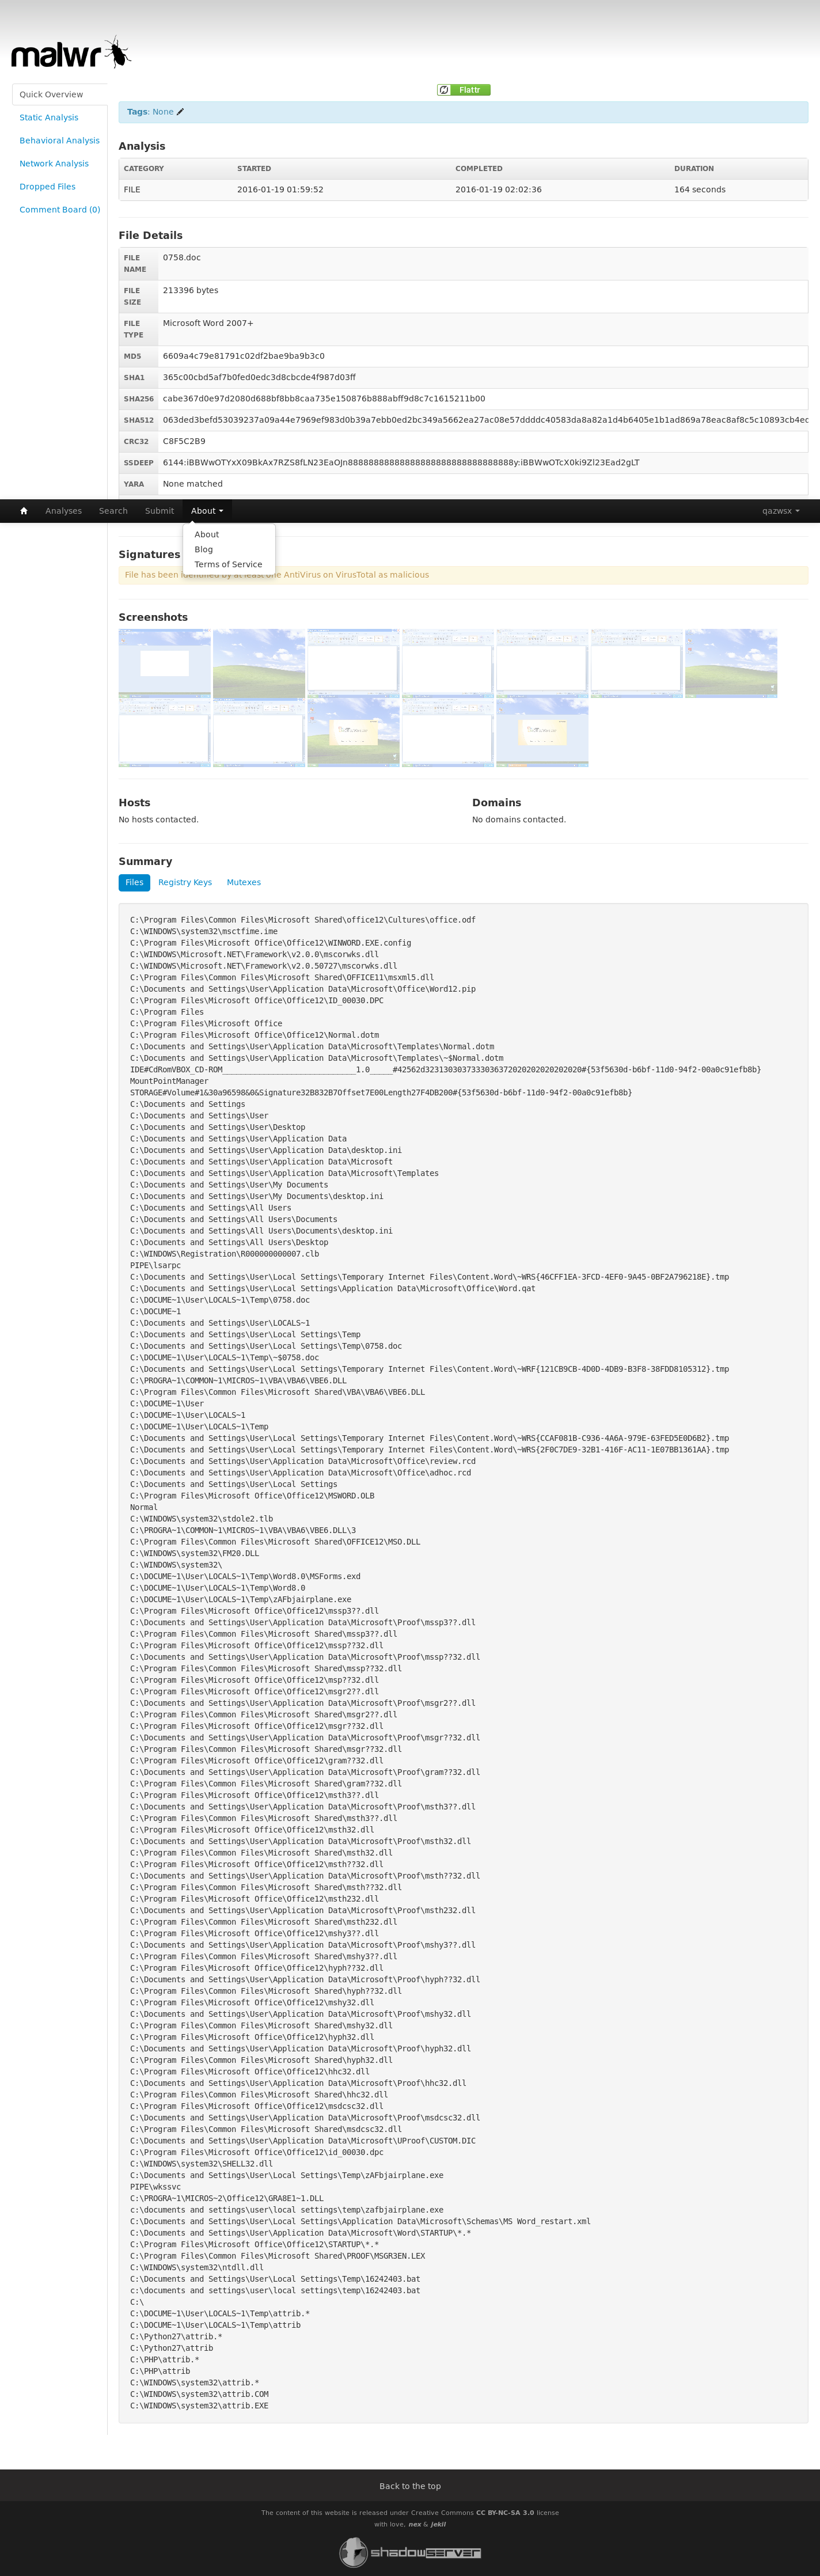 malwr
Quick Overview
Static Analysis
Behavioral Analysis
Network Analysis
Dropped Files
Comment Board (0)
Flattr
Tags: None
Analysis
CATEGORY STARTED COMPLETED DURATION
FILE 2016-01-19 01:59:52 2016-01-19 02:02:36 164 seconds
File Details
FILE NAME 0758.doc
FILE SIZE 213396 bytes
FILE TYPE Microsoft Word 2007+
MD5 6609a4c79e81791c02df2bae9ba9b3c0
SHA1 365c00cbd5af7b0fed0edc3d8cbcde4f987d03ff
SHA256 cabe367d0e97d2080d688bf8bb8caa735e150876b888abff9d8c7c1615211b00
SHA512 063ded3befd53039237a09a44e7969ef983d0b39a7ebb0ed2bc349a5662ea27ac08e57ddddc40583da8a82a1d4b6405e1b1ad869a78eac8af8c5c10893cb4ec
CRC32 C8F5C2B9
SSDEEP
YARA None matched
Analyses Search Submit About qazwsx
About
Blog
Terms of Service
Signatures
File has been identified by at least one AntiVirus on VirusTotal as malicious
Screenshots
Hosts
No hosts contacted.
Domains
No domains contacted.
Summary
Files Registry Keys Mutexes
C:\Program Files\Common Files\Microsoft Shared\office12\Cultures\office.odf
C:\WINDOWS\system32\msctfime.ime
C:\Program Files\Microsoft Office\Office12\WINWORD.EXE.config
C:\WINDOWS\Microsoft.NET\Framework\v2.0.0\mscorwks.dll
C:\WINDOWS\Microsoft.NET\Framework\v2.0.50727\mscorwks.dll
C:\Program Files\Common Files\Microsoft Shared\OFFICE11\msxml5.dll
C:\Documents and Settings\User\Application Data\Microsoft\Office\Word12.pip
C:\Program Files\Microsoft Office\Office12\ID_00030.DPC
C:\Program Files
C:\Program Files\Microsoft Office
C:\Program Files\Microsoft Office\Office12\Normal.dotm
C:\Documents and Settings\User\Application Data\Microsoft\Templates\Normal.dotm
C:\Documents and Settings\User\Application Data\Microsoft\Templates\~$Normal.dotm
IDE#CdRomVBOX_CD-ROM_____________________________1.0_____#42562d3231303037333036372020202020202020#{53f5630d-b6bf-11d0-94f2-00a0c91efb8b}
MountPointManager
STORAGE#Volume#1&30a96598&0&Signature32B832B7Offset7E00Length27F4DB200#{53f5630d-b6bf-11d0-94f2-00a0c91efb8b}
C:\Documents and Settings
C:\Documents and Settings\User
C:\Documents and Settings\User\Desktop
C:\Documents and Settings\User\Application Data
C:\Documents and Settings\User\Application Data\desktop.ini
C:\Documents and Settings\User\Application Data\Microsoft
C:\Documents and Settings\User\Application Data\Microsoft\Templates
C:\Documents and Settings\User\My Documents
C:\Documents and Settings\User\My Documents\desktop.ini
C:\Documents and Settings\All Users
C:\Documents and Settings\All Users\Documents
C:\Documents and Settings\All Users\Documents\desktop.ini
C:\Documents and Settings\All Users\Desktop
C:\WINDOWS\Registration\R000000000007.clb
PIPE\lsarpc
C:\Documents and Settings\User\Local Settings\Temporary Internet Files\Content.Word\~WRS{46CFF1EA-3FCD-4EF0-9A45-0BF2A796218E}.tmp
C:\Documents and Settings\User\Local Settings\Application Data\Microsoft\Office\Word.qat
C:\DOCUME~1\User\LOCALS~1\Temp\0758.doc
C:\DOCUME~1
C:\Documents and Settings\User\LOCALS~1
C:\Documents and Settings\User\Local Settings\Temp
C:\Documents and Settings\User\Local Settings\Temp\0758.doc
C:\DOCUME~1\User\LOCALS~1\Temp\~$0758.doc
C:\Documents and Settings\User\Local Settings\Temporary Internet Files\Content.Word\~WRF{121CB9CB-4D0D-4DB9-B3F8-38FDD8105312}.tmp
C:\PROGRA~1\COMMON~1\MICROS~1\VBA\VBA6\VBE6.DLL
C:\Program Files\Common Files\Microsoft Shared\VBA\VBA6\VBE6.DLL
C:\DOCUME~1\User
C:\DOCUME~1\User\LOCALS~1
C:\DOCUME~1\User\LOCALS~1\Temp
C:\Documents and Settings\User\Local Settings\Temporary Internet Files\Content.Word\~WRS{CCAF081B-C936-4A6A-979E-63FED5E0D6B2}.tmp
C:\Documents and Settings\User\Local Settings\Temporary Internet Files\Content.Word\~WRS{2F0C7DE9-32B1-416F-AC11-1E07BB1361AA}.tmp
C:\Documents and Settings\User\Application Data\Microsoft\Office\review.rcd
C:\Documents and Settings\User\Application Data\Microsoft\Office\adhoc.rcd
C:\Documents and Settings\User\Local Settings
C:\Program Files\Microsoft Office\Office12\MSWORD.OLB
Normal
C:\WINDOWS\system32\stdole2.tlb
C:\PROGRA~1\COMMON~1\MICROS~1\VBA\VBA6\VBE6.DLL\3
C:\Program Files\Common Files\Microsoft Shared\OFFICE12\MSO.DLL
C:\WINDOWS\system32\FM20.DLL
C:\WINDOWS\system32\
C:\DOCUME~1\User\LOCALS~1\Temp\Word8.0\MSForms.exd
C:\DOCUME~1\User\LOCALS~1\Temp\Word8.0
C:\DOCUME~1\User\LOCALS~1\Temp\zAFbjairplane.exe
C:\Program Files\Microsoft Office\Office12\mssp3??.dll
C:\Documents and Settings\User\Application Data\Microsoft\Proof\mssp3??.dll
C:\Program Files\Common Files\Microsoft Shared\mssp3??.dll
C:\Program Files\Microsoft Office\Office12\mssp??32.dll
C:\Documents and Settings\User\Application Data\Microsoft\Proof\mssp??32.dll
C:\Program Files\Common Files\Microsoft Shared\mssp??32.dll
C:\Program Files\Microsoft Office\Office12\msp??32.dll
C:\Program Files\Microsoft Office\Office12\msgr2??.dll
C:\Documents and Settings\User\Application Data\Microsoft\Proof\msgr2??.dll
C:\Program Files\Common Files\Microsoft Shared\msgr2??.dll
C:\Program Files\Microsoft Office\Office12\msgr??32.dll
C:\Documents and Settings\User\Application Data\Microsoft\Proof\msgr??32.dll
C:\Program Files\Common Files\Microsoft Shared\msgr??32.dll
C:\Program Files\Microsoft Office\Office12\gram??32.dll
C:\Documents and Settings\User\Application Data\Microsoft\Proof\gram??32.dll
C:\Program Files\Common Files\Microsoft Shared\gram??32.dll
C:\Program Files\Microsoft Office\Office12\msth3??.dll
C:\Documents and Settings\User\Application Data\Microsoft\Proof\msth3??.dll
C:\Program Files\Common Files\Microsoft Shared\msth3??.dll
C:\Program Files\Microsoft Office\Office12\msth32.dll
C:\Documents and Settings\User\Application Data\Microsoft\Proof\msth32.dll
C:\Program Files\Common Files\Microsoft Shared\msth32.dll
C:\Program Files\Microsoft Office\Office12\msth??32.dll
C:\Documents and Settings\User\Application Data\Microsoft\Proof\msth??32.dll
C:\Program Files\Common Files\Microsoft Shared\msth??32.dll
C:\Program Files\Microsoft Office\Office12\msth232.dll
C:\Documents and Settings\User\Application Data\Microsoft\Proof\msth232.dll
C:\Program Files\Common Files\Microsoft Shared\msth232.dll
C:\Program Files\Microsoft Office\Office12\mshy3??.dll
C:\Documents and Settings\User\Application Data\Microsoft\Proof\mshy3??.dll
C:\Program Files\Common Files\Microsoft Shared\mshy3??.dll
C:\Program Files\Microsoft Office\Office12\hyph??32.dll
C:\Documents and Settings\User\Application Data\Microsoft\Proof\hyph??32.dll
C:\Program Files\Common Files\Microsoft Shared\hyph??32.dll
C:\Program Files\Microsoft Office\Office12\mshy32.dll
C:\Documents and Settings\User\Application Data\Microsoft\Proof\mshy32.dll
C:\Program Files\Common Files\Microsoft Shared\mshy32.dll
C:\Program Files\Microsoft Office\Office12\hyph32.dll
C:\Documents and Settings\User\Application Data\Microsoft\Proof\hyph32.dll
C:\Program Files\Common Files\Microsoft Shared\hyph32.dll
C:\Program Files\Microsoft Office\Office12\hhc32.dll
C:\Documents and Settings\User\Application Data\Microsoft\Proof\hhc32.dll
C:\Program Files\Common Files\Microsoft Shared\hhc32.dll
C:\Program Files\Microsoft Office\Office12\msdcsc32.dll
C:\Documents and Settings\User\Application Data\Microsoft\Proof\msdcsc32.dll
C:\Program Files\Common Files\Microsoft Shared\msdcsc32.dll
C:\Documents and Settings\User\Application Data\Microsoft\UProof\CUSTOM.DIC
C:\Program Files\Microsoft Office\Office12\id_00030.dpc
C:\WINDOWS\system32\SHELL32.dll
C:\Documents and Settings\User\Local Settings\Temp\zAFbjairplane.exe
PIPE\wkssvc
C:\PROGRA~1\MICROS~2\Office12\GRA8E1~1.DLL
c:\documents and settings\user\local settings\temp\zafbjairplane.exe
C:\Documents and Settings\User\Local Settings\Application Data\Microsoft\Schemas\MS Word_restart.xml
C:\Documents and Settings\User\Application Data\Microsoft\Word\STARTUP\*.*
C:\Program Files\Microsoft Office\Office12\STARTUP\*.*
C:\Program Files\Common Files\Microsoft Shared\PROOF\MSGR3EN.LEX
C:\WINDOWS\system32\ntdll.dll
C:\Documents and Settings\User\Local Settings\Temp\16242403.bat
c:\documents and settings\user\local settings\temp\16242403.bat
C:\
C:\DOCUME~1\User\LOCALS~1\Temp\attrib.*
C:\DOCUME~1\User\LOCALS~1\Temp\attrib
C:\Python27\attrib.*
C:\Python27\attrib
C:\PHP\attrib.*
C:\PHP\attrib
C:\WINDOWS\system32\attrib.*
C:\WINDOWS\system32\attrib.COM
C:\WINDOWS\system32\attrib.EXE
Back to the top
The content of this website is released under Creative Commons CC BY-NC-SA 3.0 license
with love, nex & jekil
shadowserver